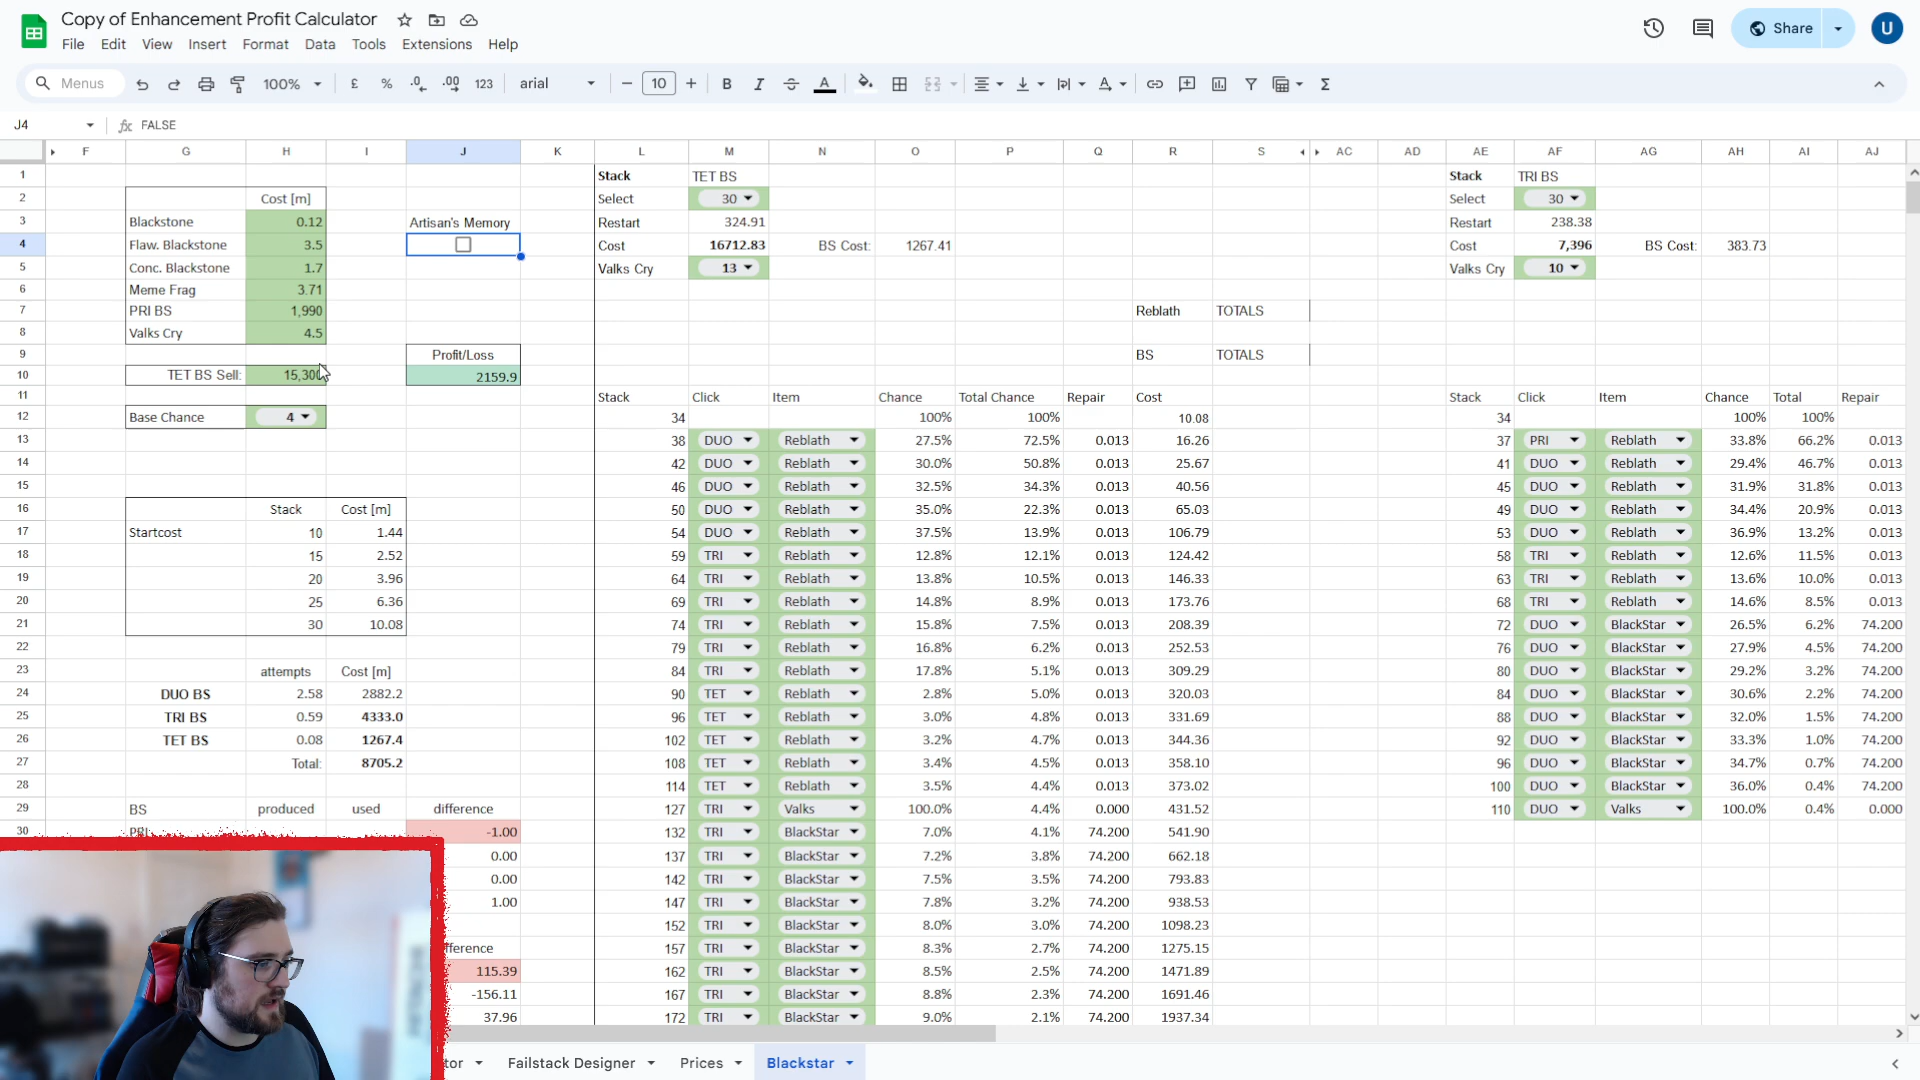 Copy of Enhancement Profit Calculator
File Edit View Insert Format Data Tools Extensions Help
Share
U
Menus 100% £ % .0 .00 123 arial 10 B I A
J4 FALSE
F G H I J K L M N O P Q R S AC AD AE AF AG AH AI AJ
1 Stack TET BS Stack TRI BS
2 Cost [m] Select 30 Select 30
3 Blackstone 0.12 Artisan's Memory Restart 324.91 Restart 238.38
4 Flaw. Blackstone 3.5 Cost 16712.83 BS Cost: 1267.41 Cost 7,396 BS Cost: 383.73
5 Conc. Blackstone 1.7 Valks Cry 13 Valks Cry 10
6 Meme Frag 3.71
7 PRI BS 1,990 Reblath TOTALS
8 Valks Cry 4.5
9 Profit/Loss BS TOTALS
10 TET BS Sell: 15,300 2159.9
11 Stack Click Item Chance Total Chance Repair Cost Stack Click Item Chance Total Repair
12 Base Chance 4 34 100% 100% 10.08 34 100% 100%
13 38 DUO Reblath 27.5% 72.5% 0.013 16.26 37 PRI Reblath 33.8% 66.2% 0.013
14 42 DUO Reblath 30.0% 50.8% 0.013 25.67 41 DUO Reblath 29.4% 46.7% 0.013
15 46 DUO Reblath 32.5% 34.3% 0.013 40.56 45 DUO Reblath 31.9% 31.8% 0.013
16 Stack Cost [m] 50 DUO Reblath 35.0% 22.3% 0.013 65.03 49 DUO Reblath 34.4% 20.9% 0.013
17 Startcost 10 1.44 54 DUO Reblath 37.5% 13.9% 0.013 106.79 53 DUO Reblath 36.9% 13.2% 0.013
18 15 2.52 59 TRI Reblath 12.8% 12.1% 0.013 124.42 58 TRI Reblath 12.6% 11.5% 0.013
19 20 3.96 64 TRI Reblath 13.8% 10.5% 0.013 146.33 63 TRI Reblath 13.6% 10.0% 0.013
20 25 6.36 69 TRI Reblath 14.8% 8.9% 0.013 173.76 68 TRI Reblath 14.6% 8.5% 0.013
21 30 10.08 74 TRI Reblath 15.8% 7.5% 0.013 208.39 72 DUO BlackStar 26.5% 6.2% 74.200
22 79 TRI Reblath 16.8% 6.2% 0.013 252.53 76 DUO BlackStar 27.9% 4.5% 74.200
23 attempts Cost [m] 84 TRI Reblath 17.8% 5.1% 0.013 309.29 80 DUO BlackStar 29.2% 3.2% 74.200
24 DUO BS 2.58 2882.2 90 TET Reblath 2.8% 5.0% 0.013 320.03 84 DUO BlackStar 30.6% 2.2% 74.200
25 TRI BS 0.59 4333.0 96 TET Reblath 3.0% 4.8% 0.013 331.69 88 DUO BlackStar 32.0% 1.5% 74.200
26 TET BS 0.08 1267.4 102 TET Reblath 3.2% 4.7% 0.013 344.36 92 DUO BlackStar 33.3% 1.0% 74.200
27 Total: 8705.2 108 TET Reblath 3.4% 4.5% 0.013 358.10 96 DUO BlackStar 34.7% 0.7% 74.200
28 114 TET Reblath 3.5% 4.4% 0.013 373.02 100 DUO BlackStar 36.0% 0.4% 74.200
29 BS produced used difference 127 TRI Valks 100.0% 4.4% 0.000 431.52 110 DUO Valks 100.0% 0.4% 0.000
30 PRI -1.00 132 TRI BlackStar 7.0% 4.1% 74.200 541.90
0.00 137 TRI BlackStar 7.2% 3.8% 74.200 662.18
0.00 142 TRI BlackStar 7.5% 3.5% 74.200 793.83
1.00 147 TRI BlackStar 7.8% 3.2% 74.200 938.53
152 TRI BlackStar 8.0% 3.0% 74.200 1098.23
fference 157 TRI BlackStar 8.3% 2.7% 74.200 1275.15
115.39 162 TRI BlackStar 8.5% 2.5% 74.200 1471.89
-156.11 167 TRI BlackStar 8.8% 2.3% 74.200 1691.46
37.96 172 TRI BlackStar 9.0% 2.1% 74.200 1937.34
tor Failstack Designer Prices Blackstar